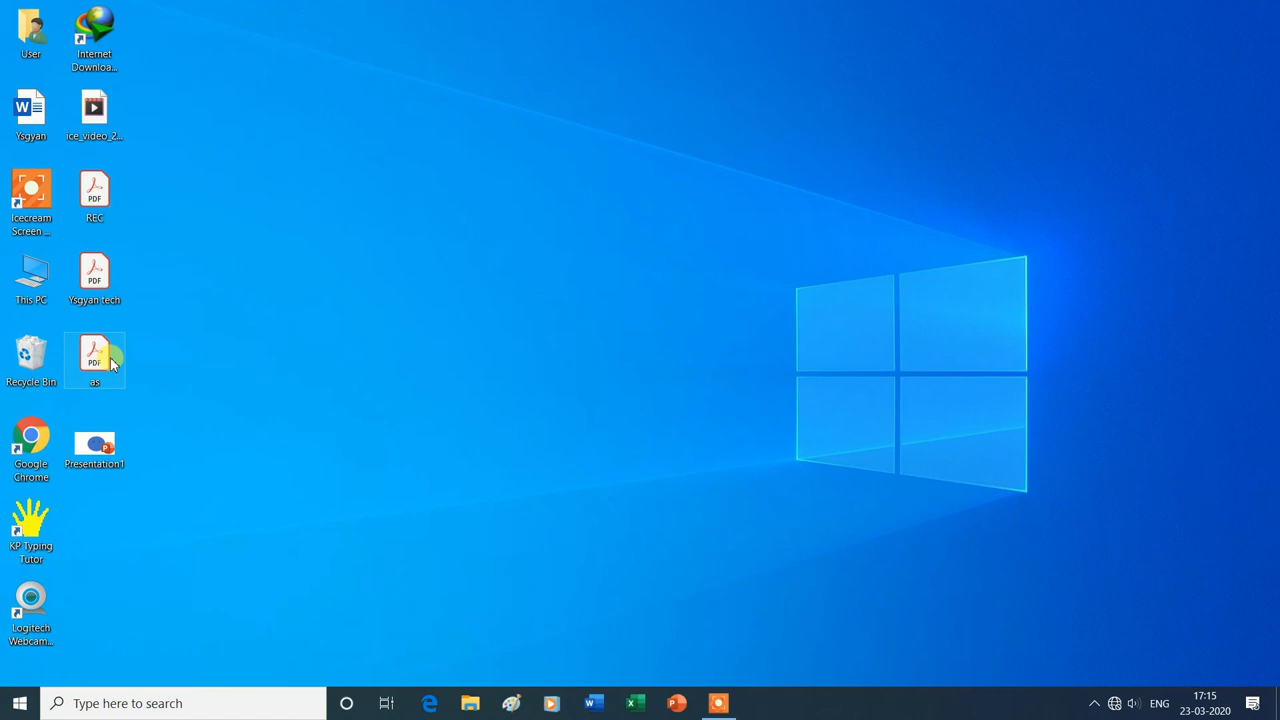 User
Internet
Downloa...
Ysgyan
ice_video_2...
Icecream
Screen ...
PDF
REC
This PC
PDF
Ysgyan tech
Recycle Bin
PDF
as
Google
Chrome
Presentation1
KP Typing
Tutor
Logitech
Webcam...
Type here to search
ENG
17:15
23-03-2020